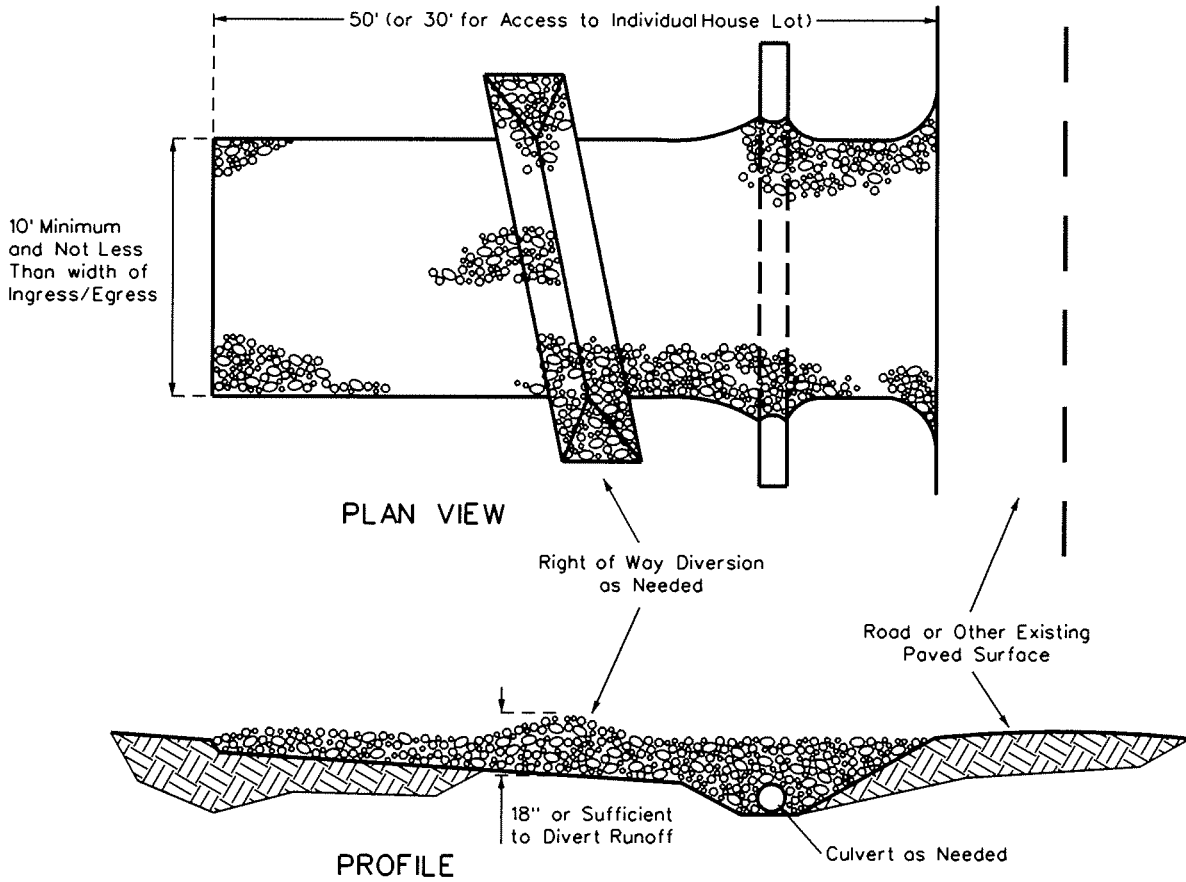 50' (or 30' for Access to Individual House Lot)
10' Minimum
and Not Less
Than width of
Ingress/Egress
PLAN VIEW
Right of Way Diversion
as Needed
Road or Other Existing
Paved Surface
18" or Sufficient
to Divert Runoff
Culvert as Needed
PROFILE